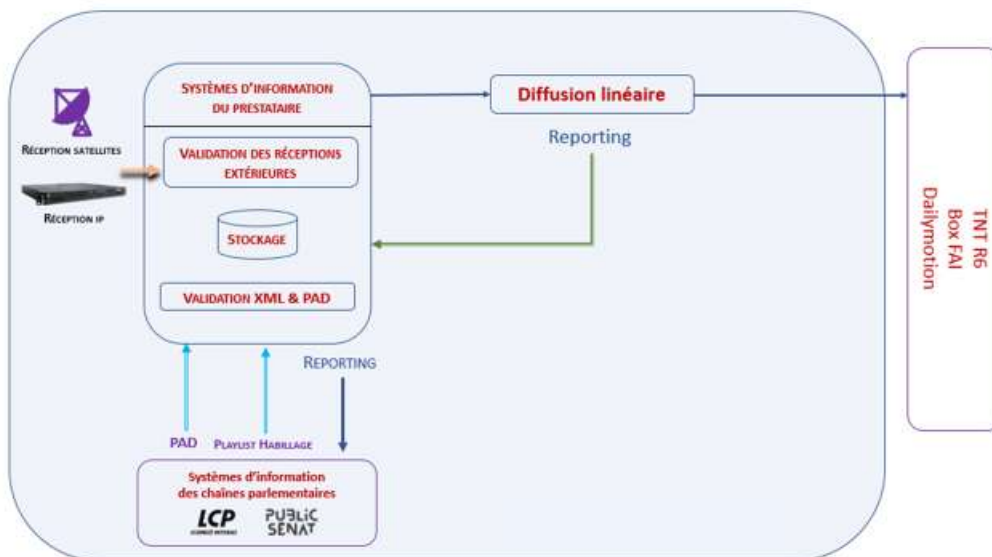 SYSTÈMES D'INFORMATION
DU PRESTATAIRE
Diffusion linéaire
Reporting
RÉCEPTION SATELLITES
VALIDATION DES RÉCEPTIONS
EXTÉRIEURES
RÉCEPTION IP
STOCKAGE
VALIDATION XML & PAD
REPORTING
PAD
PLAYLIST HABILLAGE
Systèmes d'information
des chaînes parlementaires
LCP
PUBLIC
SÉNAT
TNT R6
Box FAI
Dailymotion